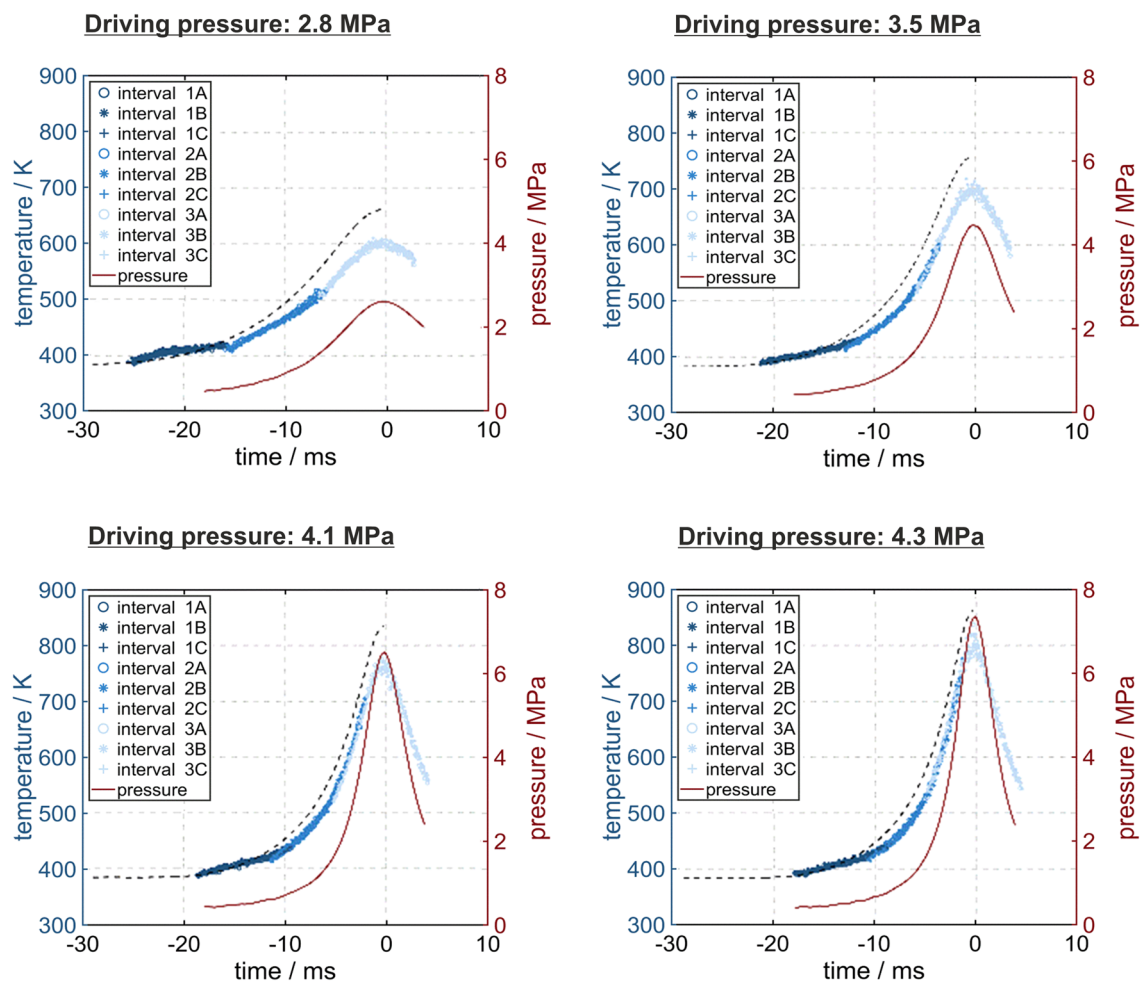 Driving pressure: 2.8 MPa
900
800
700
600
500
400
300
temperature / K
interval 1A
interval 1B
interval 1C
interval 2A
interval 2B
interval 2C
interval 3A
interval 3B
interval 3C
pressure
8
6
4
2
0
pressure / MPa
-30 -20 -10 0 10
time / ms
Driving pressure: 3.5 MPa
900
800
700
600
500
400
300
temperature / K
interval 1A
interval 1B
interval 1C
interval 2A
interval 2B
interval 2C
interval 3A
interval 3B
interval 3C
pressure
8
6
4
2
0
pressure / MPa
-30 -20 -10 0 10
time / ms
Driving pressure: 4.1 MPa
900
800
700
600
500
400
300
temperature / K
interval 1A
interval 1B
interval 1C
interval 2A
interval 2B
interval 2C
interval 3A
interval 3B
interval 3C
pressure
8
6
4
2
0
pressure / MPa
-30 -20 -10 0 10
time / ms
Driving pressure: 4.3 MPa
900
800
700
600
500
400
300
temperature / K
interval 1A
interval 1B
interval 1C
interval 2A
interval 2B
interval 2C
interval 3A
interval 3B
interval 3C
pressure
8
6
4
2
0
pressure / MPa
-30 -20 -10 0 10
time / ms